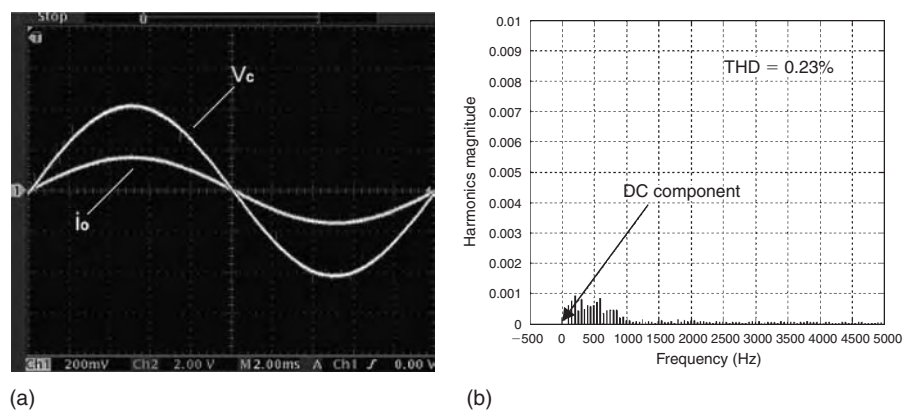 Stop
Vc
1
io
Ch1 200mV Ch2 2.00 V M2.00ms A Ch1 0.00 V
(a)
0.01
0.009
0.008
0.007
0.006
0.005
0.004
0.003
0.002
0.001
0
Harmonics magnitude
THD = 0.23%
DC component
−500 0 500 1000 1500 2000 2500 3000 3500 4000 4500 5000
Frequency (Hz)
(b)